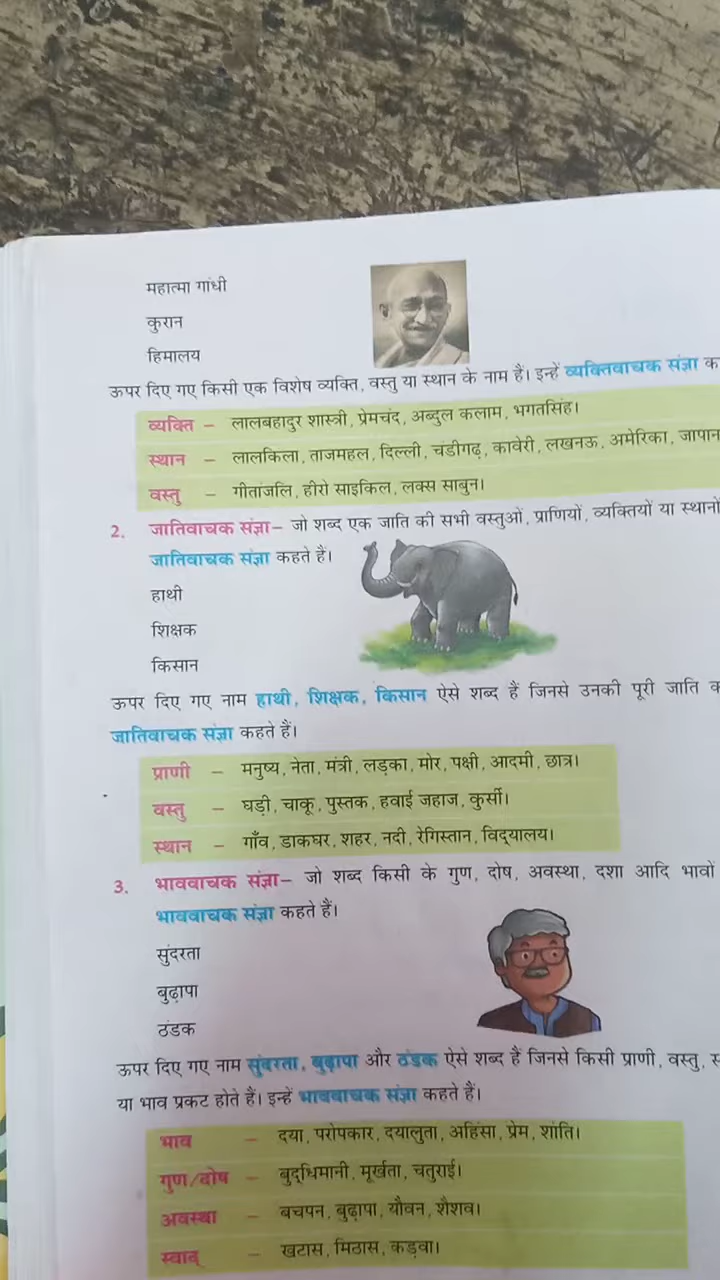 महात्मा गांधी
कुरान
हिमालय
ऊपर दिए गए किसी एक विशेष व्यक्ति, वस्तु या स्थान के नाम हैं। इन्हें व्यक्तिवाचक संज्ञा क
व्यक्ति – लालबहादुर शास्त्री, प्रेमचंद, अब्दुल कलाम, भगतसिंह।
स्थान – लालकिला, ताजमहल, दिल्ली, चंडीगढ़, कावेरी, लखनऊ, अमेरिका, जापान
वस्तु – गीतांजलि, हीरो साइकिल, लक्स साबुन।
2. जातिवाचक संज्ञा– जो शब्द एक जाति की सभी वस्तुओं, प्राणियों, व्यक्तियों या स्थानों
जातिवाचक संज्ञा कहते हैं।
हाथी
शिक्षक
किसान
ऊपर दिए गए नाम हाथी, शिक्षक, किसान ऐसे शब्द हैं जिनसे उनकी पूरी जाति क
जातिवाचक संज्ञा कहते हैं।
प्राणी – मनुष्य, नेता, मंत्री, लड़का, मोर, पक्षी, आदमी, छात्र।
वस्तु – घड़ी, चाकू, पुस्तक, हवाई जहाज, कुर्सी।
स्थान – गाँव, डाकघर, शहर, नदी, रेगिस्तान, विद्यालय।
3. भाववाचक संज्ञा– जो शब्द किसी के गुण, दोष, अवस्था, दशा आदि भावों
भाववाचक संज्ञा कहते हैं।
सुंदरता
बुढ़ापा
ठंडक
ऊपर दिए गए नाम सुंदरता, बुढ़ापा और ठंडक ऐसे शब्द हैं जिनसे किसी प्राणी, वस्तु, स
या भाव प्रकट होते हैं। इन्हें भाववाचक संज्ञा कहते हैं।
भाव – दया, परोपकार, दयालुता, अहिंसा, प्रेम, शांति।
गुण/दोष – बुद्धिमानी, मूर्खता, चतुराई।
अवस्था – बचपन, बुढ़ापा, यौवन, शैशव।
स्वाद – खटास, मिठास, कड़वा।